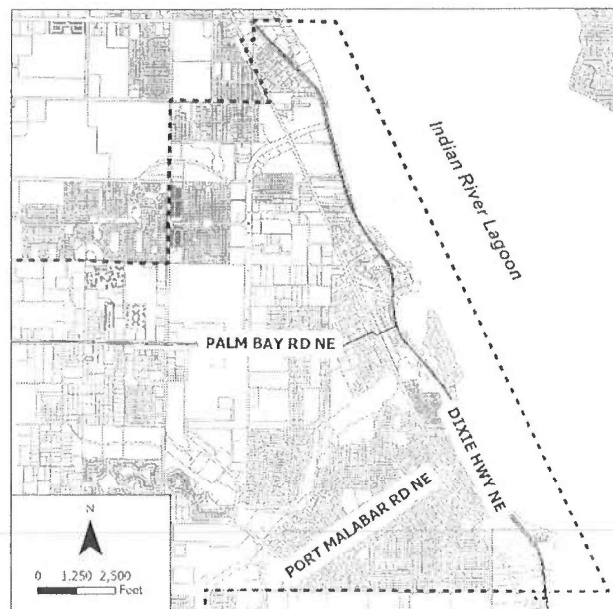 Indian River Lagoon
PALM BAY RD NE
DIXIE HWY NE
PORT MALABAR RD NE
N
0 1,250 2,500
Feet